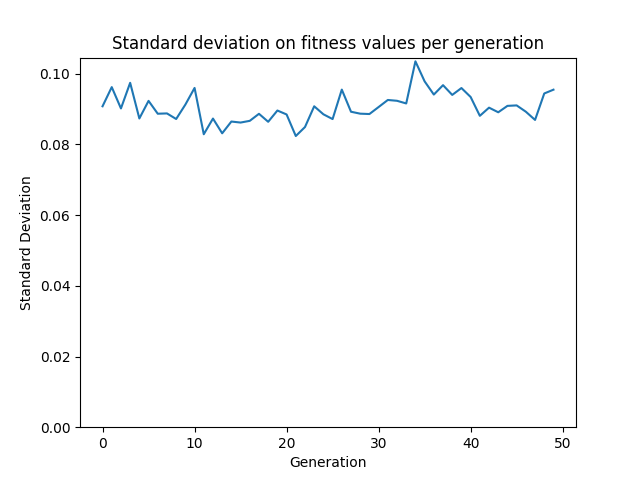 Standard deviation on fitness values per generation
0.10
0.08
0.06
0.04
0.02
0.00
Standard Deviation
0 10 20 30 40 50
Generation